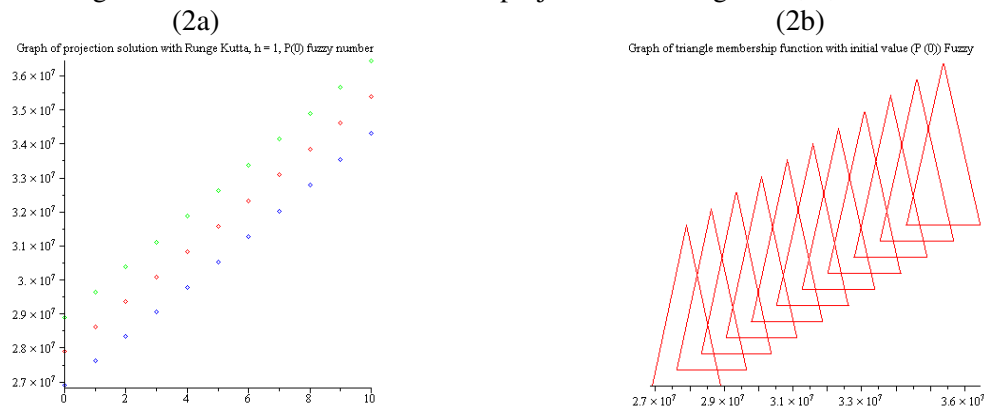 (2a)
(2b)
Graph of projection solution with Runge Kutta, h = 1, P(0) fuzzy number
3.6 × 10⁷
3.5 × 10⁷
3.4 × 10⁷
3.3 × 10⁷
3.2 × 10⁷
3.1 × 10⁷
3. × 10⁷
2.9 × 10⁷
2.8 × 10⁷
2.7 × 10⁷
0 2 4 6 8 10
Graph of triangle membership function with initial value (P (0)) Fuzzy
2.7 × 10⁷ 2.9 × 10⁷ 3.1 × 10⁷ 3.3 × 10⁷ 3.6 × 10⁷